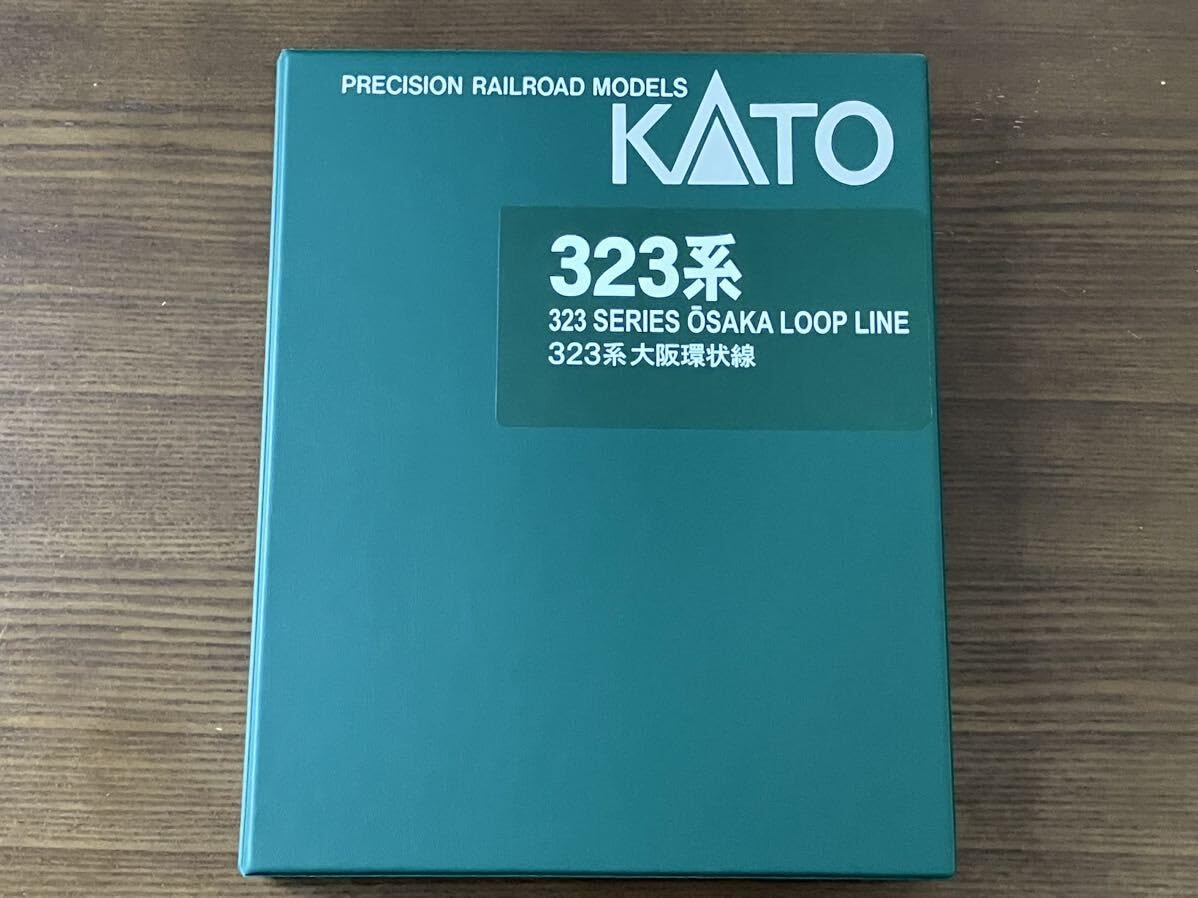 PRECISION RAILROAD MODELS
KATO
323系
323 SERIES ŌSAKA LOOP LINE
323系 大阪環状線